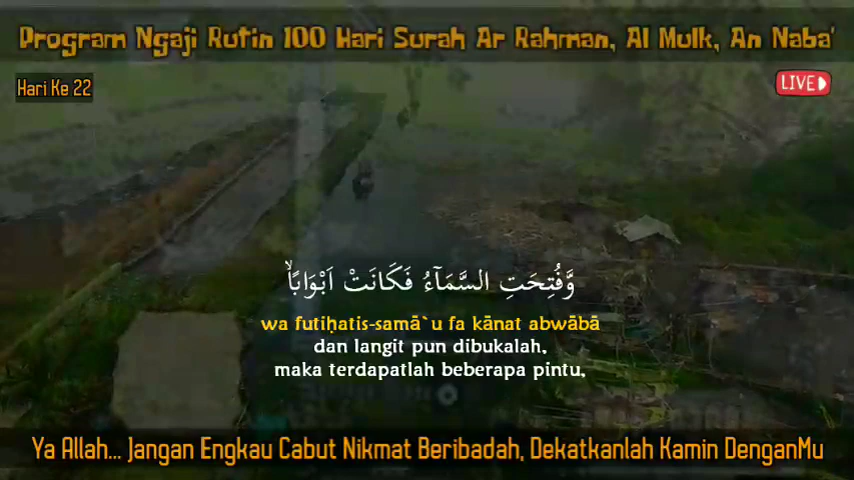 Program Ngaji Rutin 100 Hari Surah Ar Rahman, Al Mulk, An Naba'
Hari Ke 22
LIVE
وَّفُتِحَتِ السَّمَاۤءُ فَكَانَتْ اَبْوَابًاۙ
wa futiḥatis-samā`u fa kānat abwābā
dan langit pun dibukalah,
maka terdapatlah beberapa pintu,
Ya Allah... Jangan Engkau Cabut Nikmat Beribadah, Dekatkanlah Kamin DenganMu